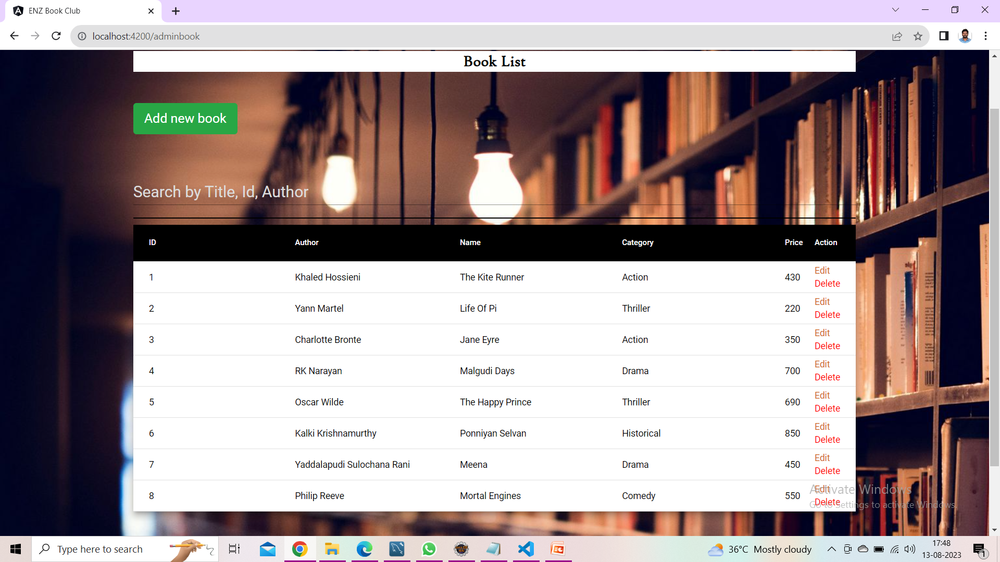 ENZ Book Club
localhost:4200/adminbook
Book List
Add new book
Search by Title, Id, Author
ID Author Name Category Price Action
1 Khaled Hossieni The Kite Runner Action 430 Edit
Delete
2 Yann Martel Life Of Pi Thriller 220 Edit
Delete
3 Charlotte Bronte Jane Eyre Action 350 Edit
Delete
4 RK Narayan Malgudi Days Drama 700 Edit
Delete
5 Oscar Wilde The Happy Prince Thriller 690 Edit
Delete
6 Kalki Krishnamurthy Ponniyan Selvan Historical 850 Edit
Delete
7 Yaddalapudi Sulochana Rani Meena Drama 450 Edit
Delete
8 Philip Reeve Mortal Engines Comedy 550 Edit
Delete
Activate Windows
Go to Settings to activate Windows.
Type here to search
36°C Mostly cloudy
17:48
13-08-2023
1